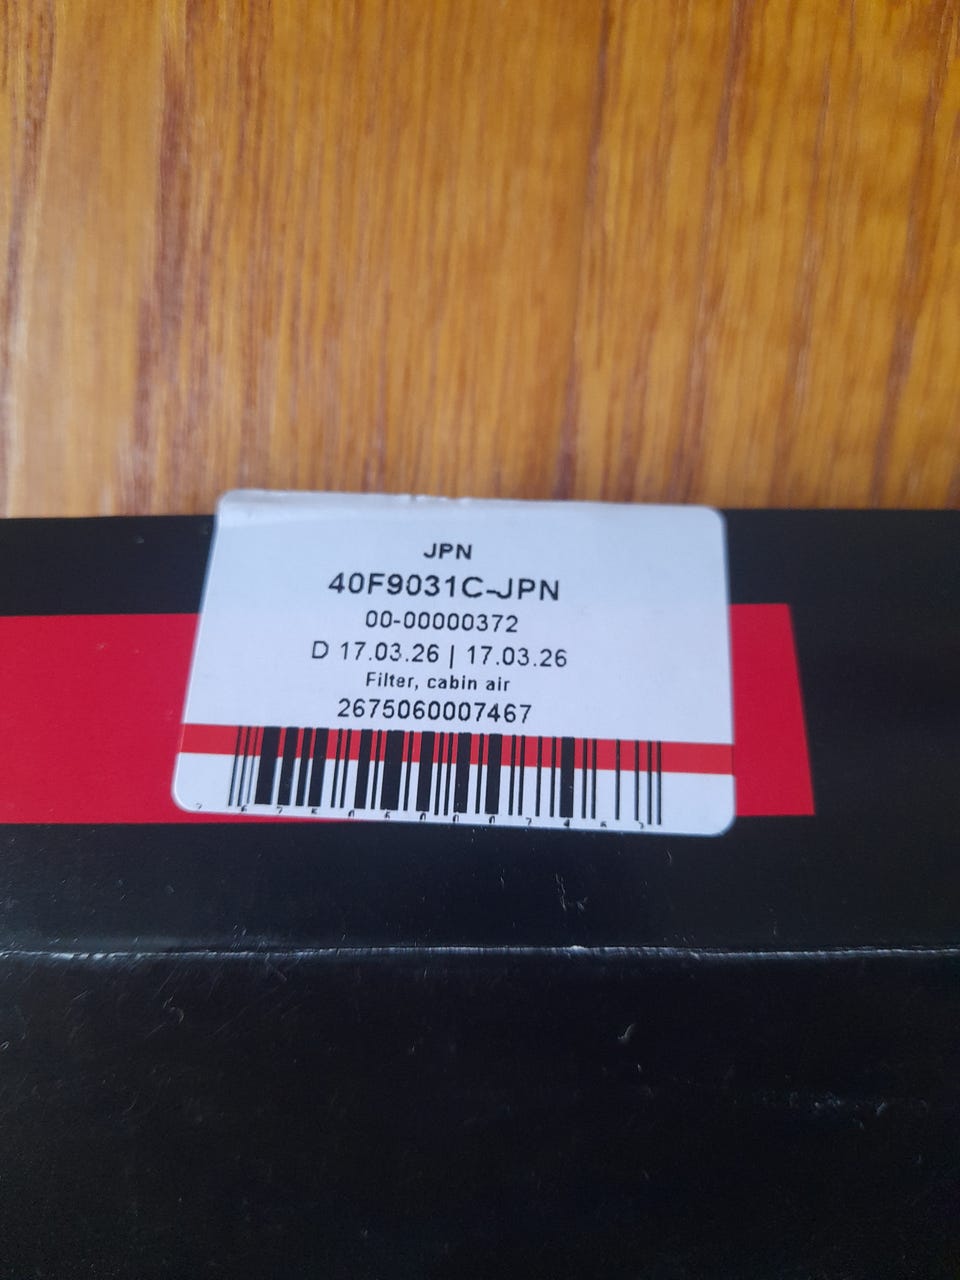 JPN
40F9031C-JPN
00-00000372
D 17.03.26 | 17.03.26
Filter, cabin air
2675060007467